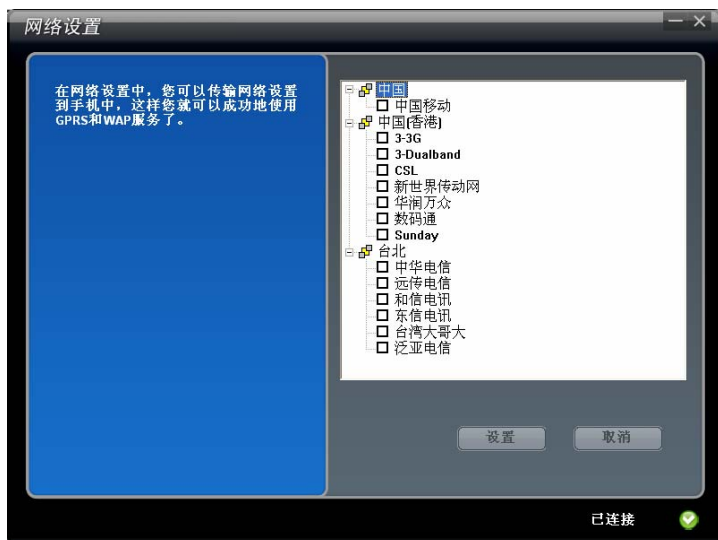 网络设置
在网络设置中，您可以传输网络设置
到手机中，这样您就可以成功地使用
GPRS和WAP服务了。
中国
中国移动
中国(香港)
3-3G
3-Dualband
CSL
新世界传动网
华润万众
数码通
Sunday
台北
中华电信
远传电信
和信电讯
东信电讯
台湾大哥大
泛亚电信
设置
取消
已连接